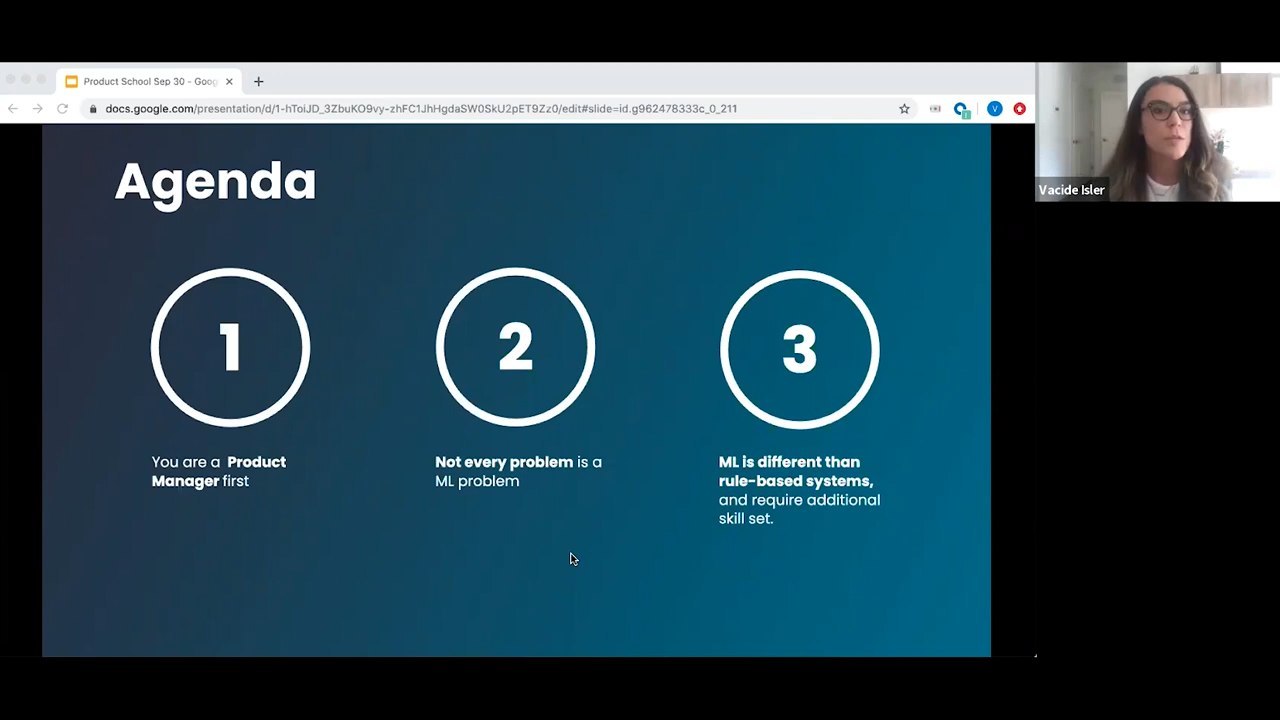 Product School Sep 30 - Goog
docs.google.com/presentation/d/1-hToiJD_3ZbuKO9vy-zhFC1JhHgdaSW0SkU2pET9Zz0/edit#slide=id.g962478333c_0_211
V
Vacide Isler
Agenda
1
2
3
You are a Product
Manager first
Not every problem is a
ML problem
ML is different than
rule-based systems,
and require additional
skill set.